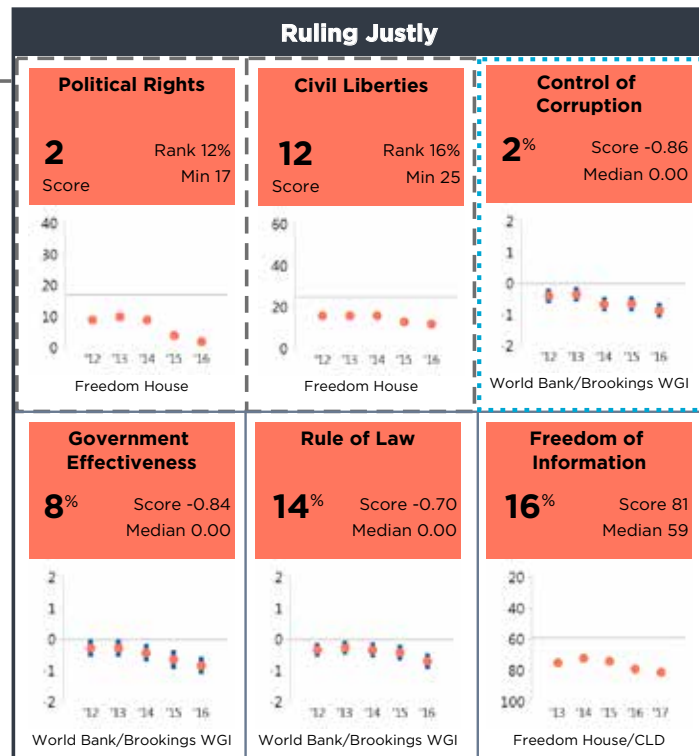 Ruling Justly
Political Rights
2
Score
Rank 12%
Min 17
40
30
20
10
0
'12 '13 '14 '15 '16
Freedom House
Civil Liberties
12
Score
Rank 16%
Min 25
60
40
20
0
'12 '13 '14 '15 '16
Freedom House
Control of
Corruption
2%
Score -0.86
Median 0.00
2
1
0
-1
-2
'12 '13 '14 '15 '16
World Bank/Brookings WGI
Government
Effectiveness
8%
Score -0.84
Median 0.00
2
1
0
-1
-2
'12 '13 '14 '15 '16
World Bank/Brookings WGI
Rule of Law
14%
Score -0.70
Median 0.00
2
1
0
-1
-2
'12 '13 '14 '15 '16
World Bank/Brookings WGI
Freedom of
Information
16%
Score 81
Median 59
20
60
80
100
'13 '14 '15 '16 '17
Freedom House/CLD